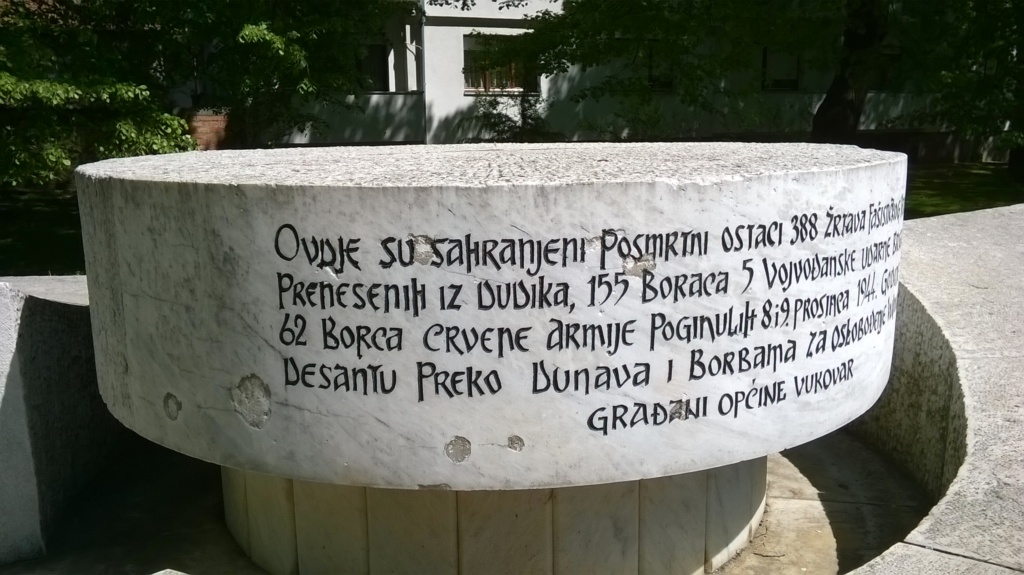 Ovdje su sahranjeni posmrtni ostaci 388 žrtava
prenesenih iz Dudika, 155 boraca 5 vojvođanske udarne
62 borca Crvene armije poginulih 8 i 9. prosinca 1944.
desantu preko Dunava i borbama za oslobođenje
građani općine Vukovar